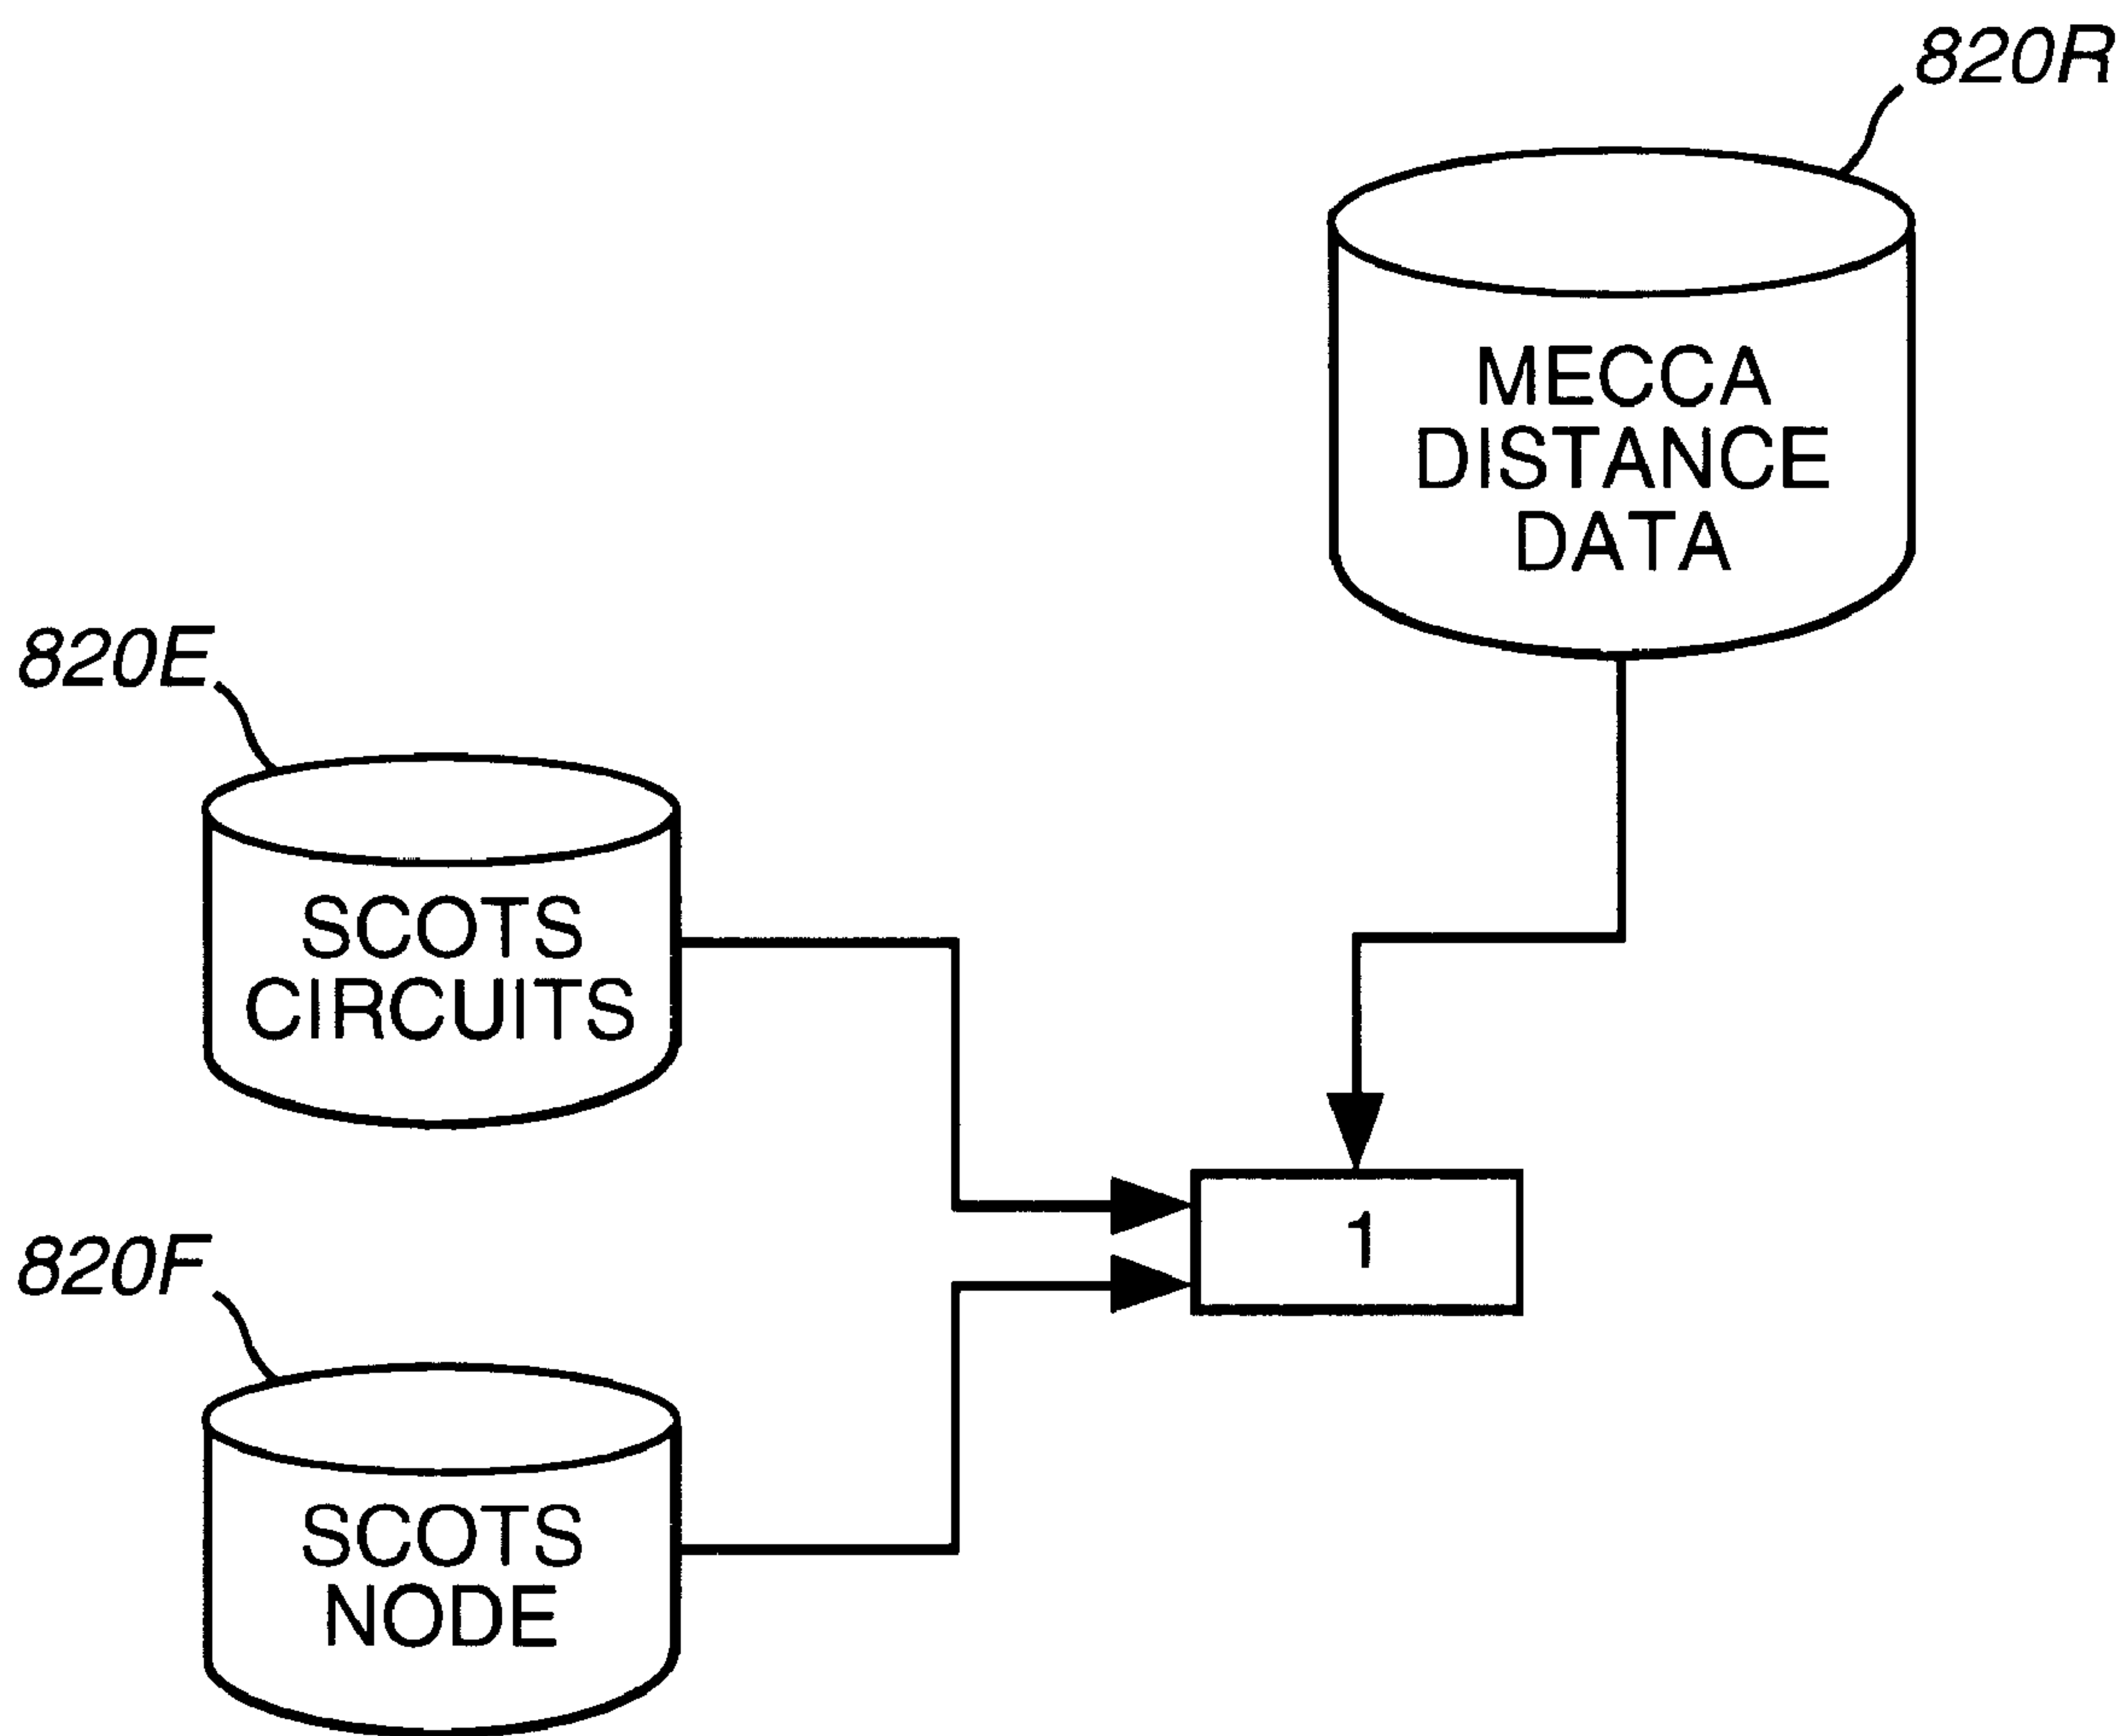 820R
MECCA
DISTANCE
DATA
820E
SCOTS
CIRCUITS
1
820F
SCOTS
NODE